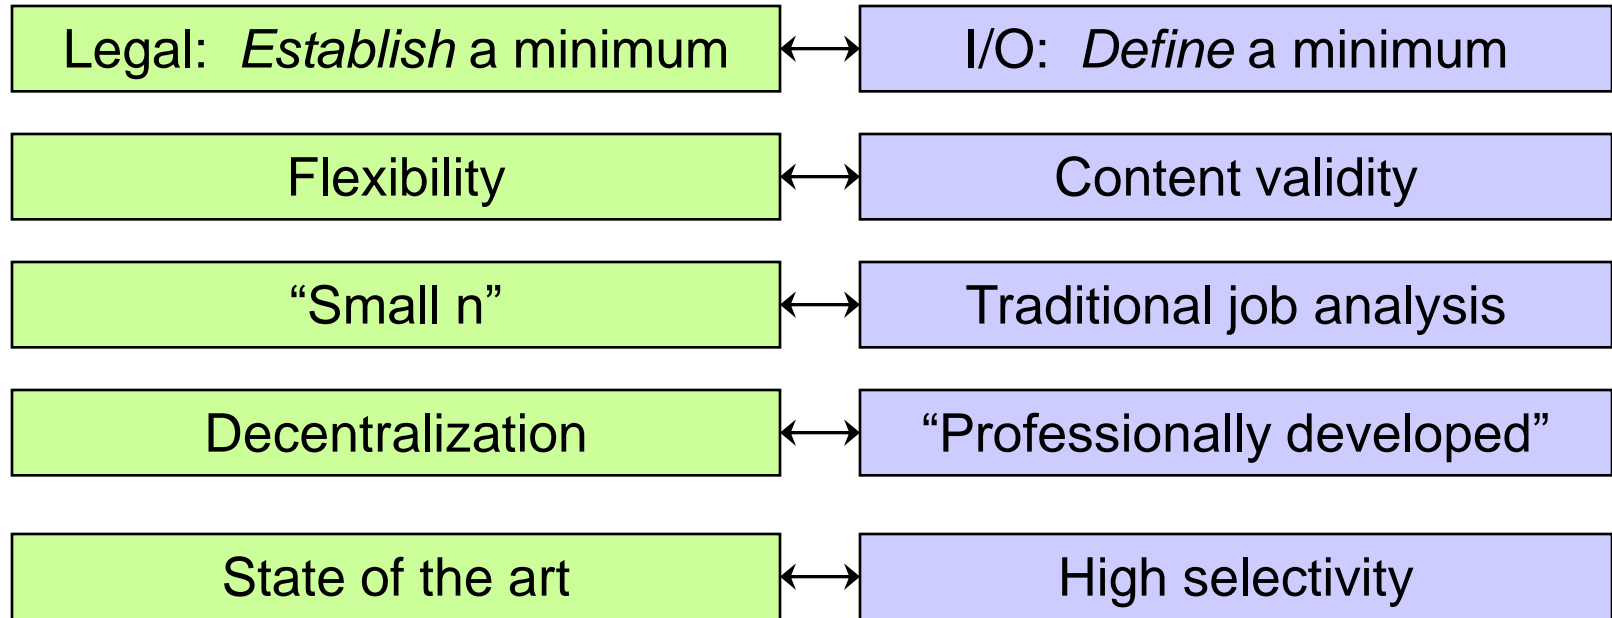 Legal:  Establish a minimum
I/O:  Define a minimum
Flexibility
Content validity
“Small n”
Traditional job analysis
Decentralization
“Professionally developed”
State of the art
High selectivity